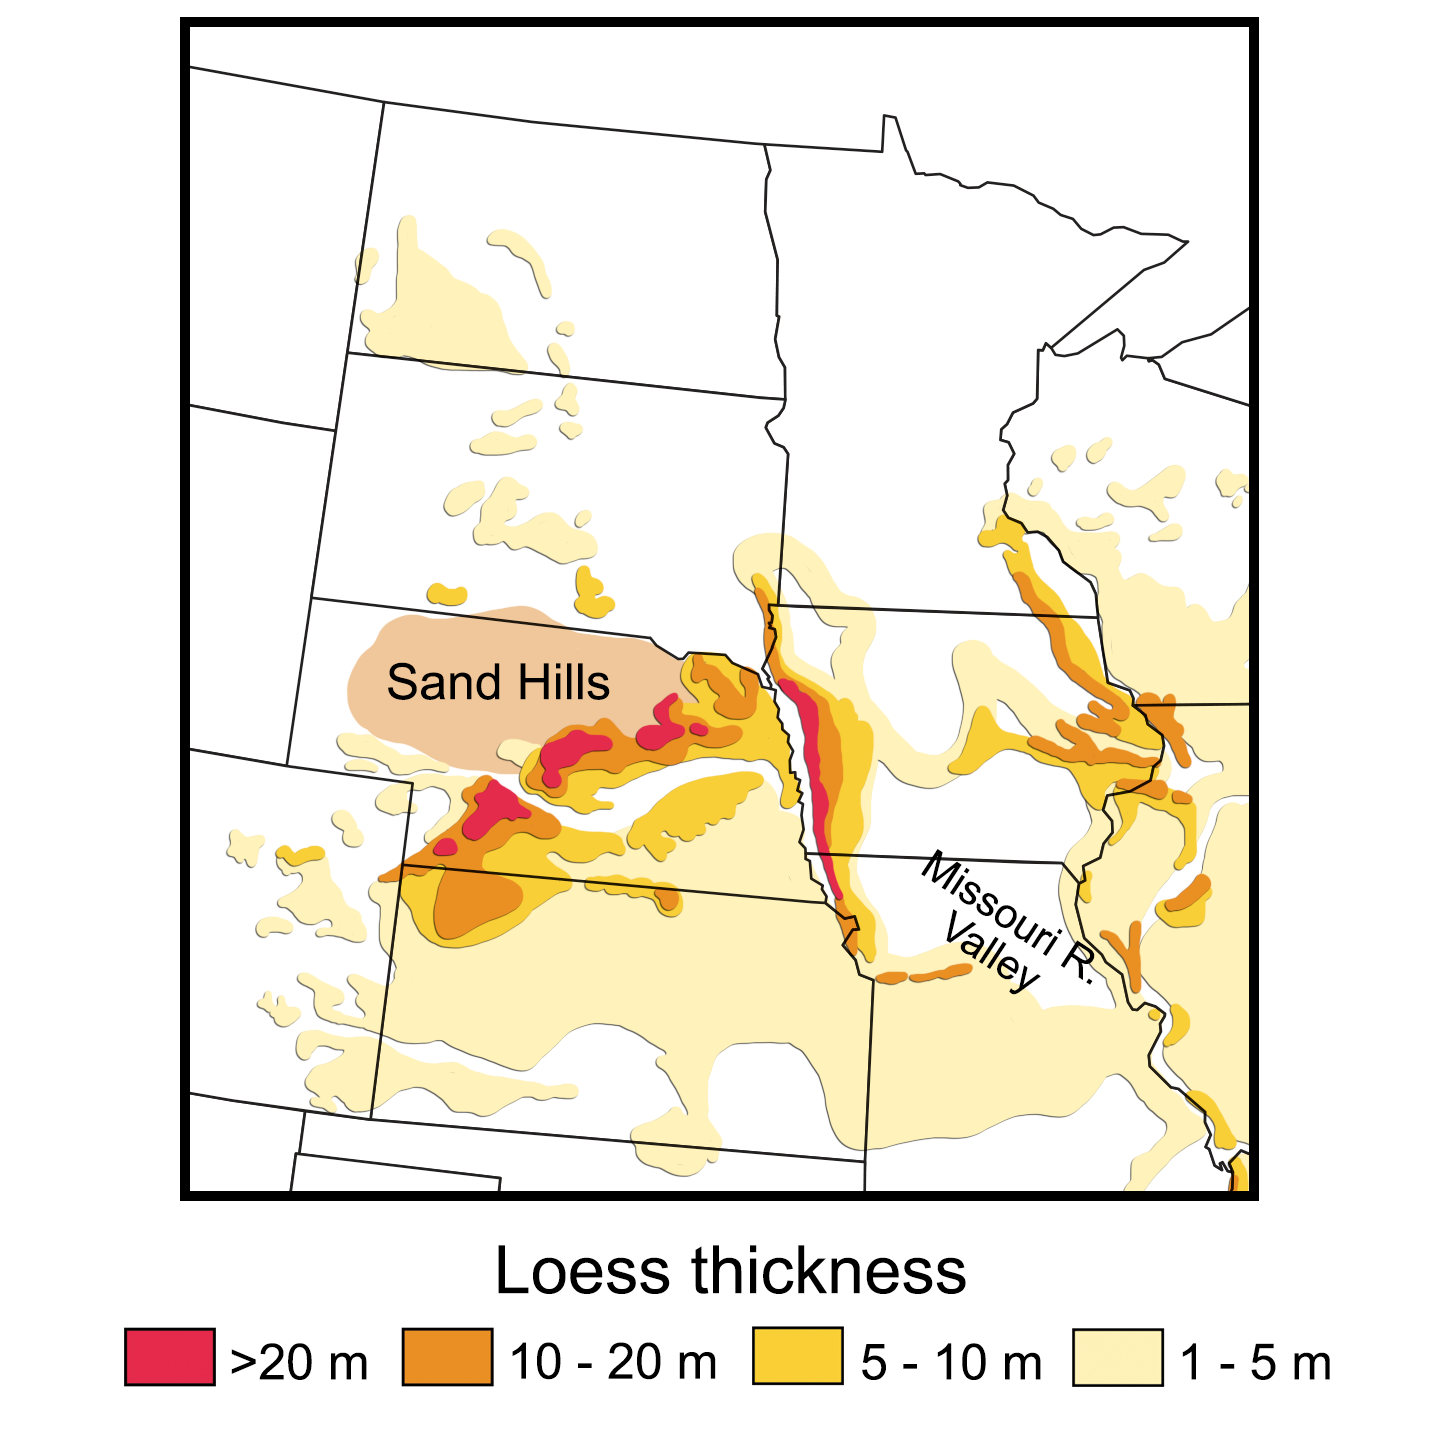 Sand Hills
Missouri R.
Valley
Loess thickness
>20 m
10 - 20 m
5 - 10 m
1 - 5 m